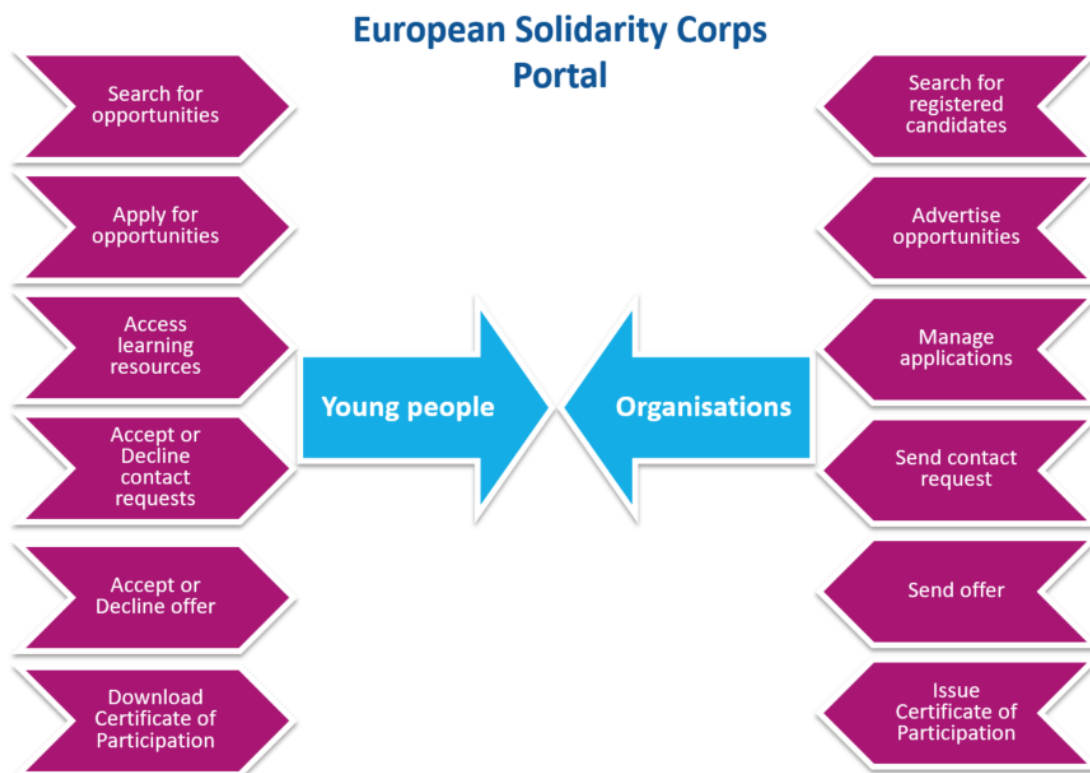 European Solidarity Corps
Portal
Search for
opportunities
Apply for
opportunities
Access
learning
resources
Accept or
Decline
contact
requests
Accept or
Decline offer
Download
Certificate of
Participation
Young people
Organisations
Search for
registered
candidates
Advertise
opportunities
Manage
applications
Send contact
request
Send offer
Issue
Certificate of
Participation